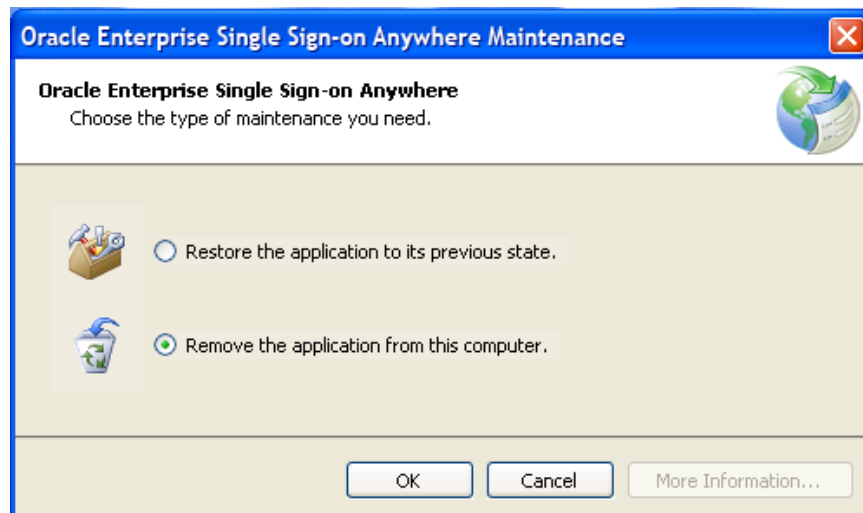 Oracle Enterprise Single Sign-on Anywhere Maintenance
Oracle Enterprise Single Sign-on Anywhere
Choose the type of maintenance you need.
Restore the application to its previous state.
Remove the application from this computer.
OK
Cancel
More Information...